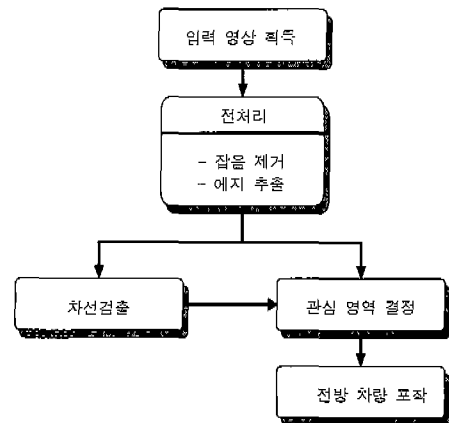 입력 영상 획득
전처리
- 잡음 제거
- 에지 추출
차선검출
관심 영역 결정
전방 차량 포착